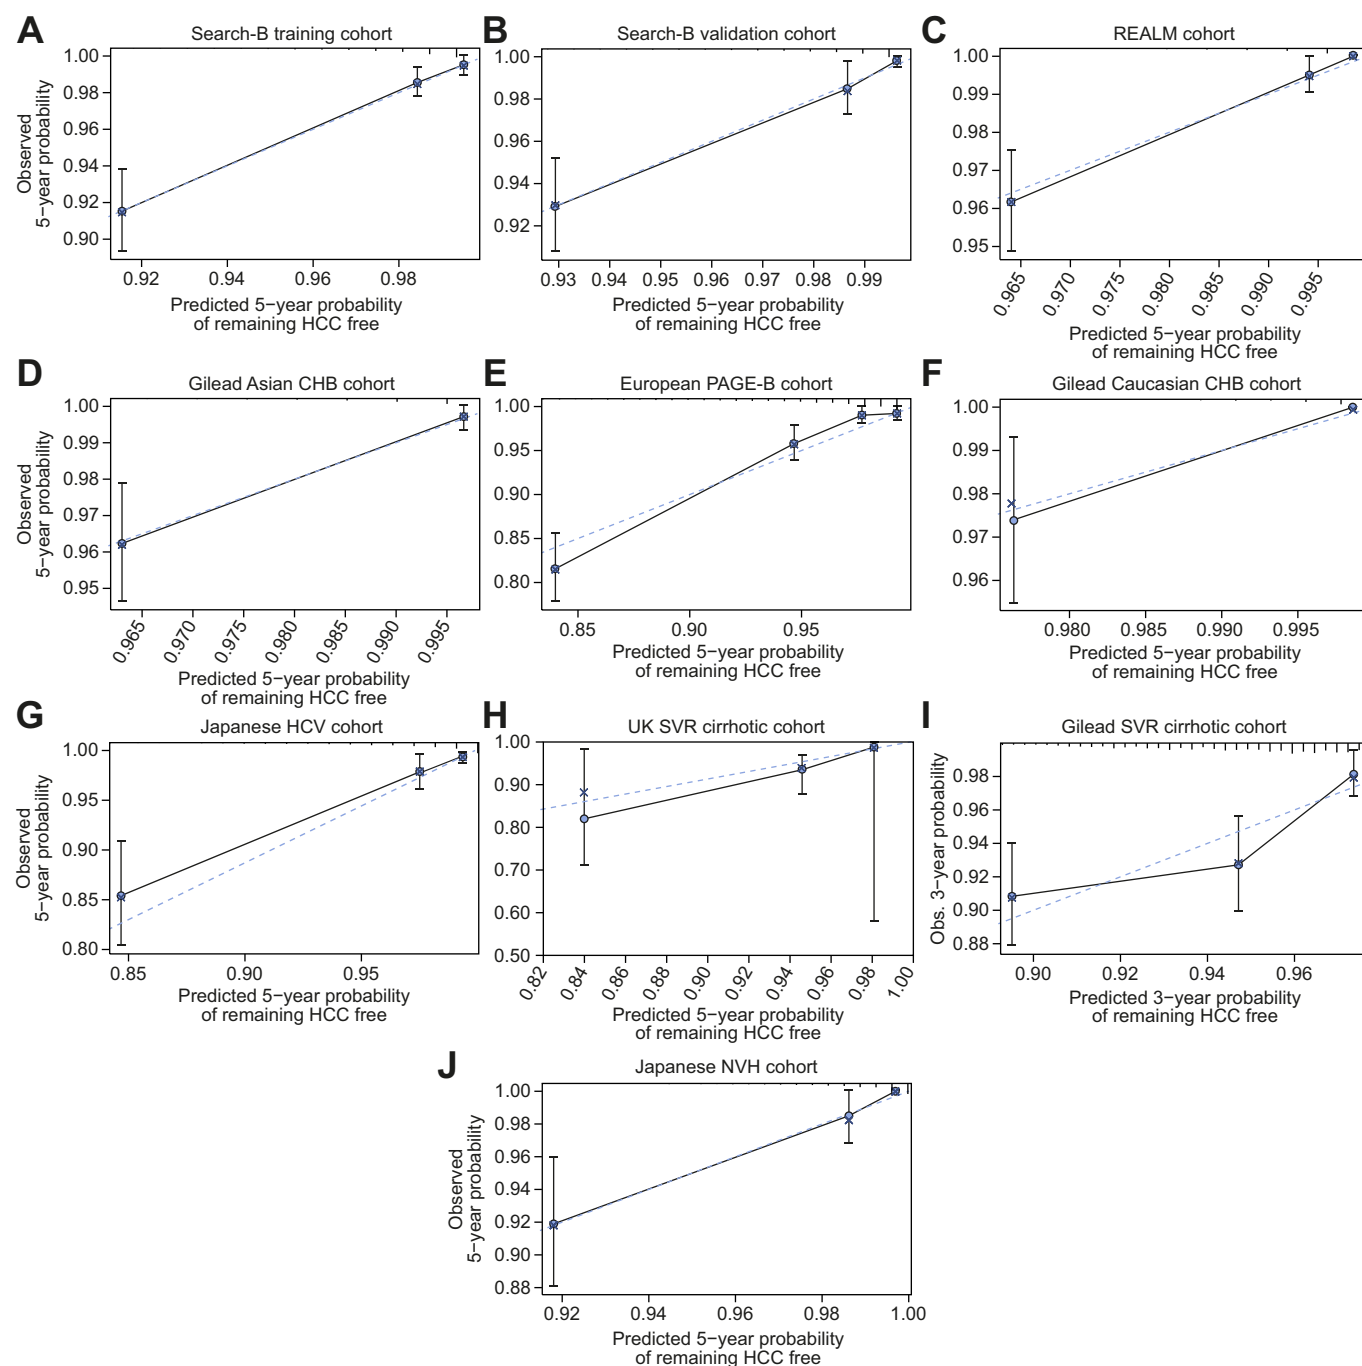 A
Search-B training cohort
1.00
0.98
0.96
0.94
0.92
0.90
Observed
5−year probability
0.92
0.94
0.96
0.98
Predicted 5−year probability
of remaining HCC free
B
Search-B validation cohort
1.00
0.98
0.96
0.94
0.92
0.93
0.94
0.95
0.96
0.97
0.98
0.99
Predicted 5−year probability
of remaining HCC free
C
REALM cohort
1.00
0.99
0.98
0.97
0.96
0.95
0.965
0.970
0.975
0.980
0.985
0.990
0.995
Predicted 5−year probability
of remaining HCC free
D
Gilead Asian CHB cohort
1.00
0.99
0.98
0.97
0.96
0.95
Observed
5−year probability
0.965
0.970
0.975
0.980
0.985
0.990
0.995
Predicted 5−year probability
of remaining HCC free
E
European PAGE-B cohort
1.00
0.95
0.90
0.85
0.80
0.85
0.90
0.95
Predicted 5−year probability
of remaining HCC free
F
Gilead Caucasian CHB cohort
1.00
0.99
0.98
0.97
0.96
0.980
0.985
0.990
0.995
Predicted 5−year probability
of remaining HCC free
G
Japanese HCV cohort
1.00
0.95
0.90
0.85
0.80
Observed
5−year probability
0.85
0.90
0.95
Predicted 5−year probability
of remaining HCC free
H
UK SVR cirrhotic cohort
1.00
0.90
0.80
0.70
0.60
0.50
0.82
0.84
0.86
0.88
0.90
0.92
0.94
0.96
0.98
1.00
Predicted 5−year probability
of remaining HCC free
I
Gilead SVR cirrhotic cohort
0.98
0.96
0.94
0.92
0.90
0.88
Obs. 3−year probability
0.90
0.92
0.94
0.96
Predicted 3−year probability
of remaining HCC free
J
Japanese NVH cohort
1.00
0.98
0.96
0.94
0.92
0.90
0.88
Observed
5−year probability
0.92
0.94
0.96
0.98
1.00
Predicted 5−year probability
of remaining HCC free